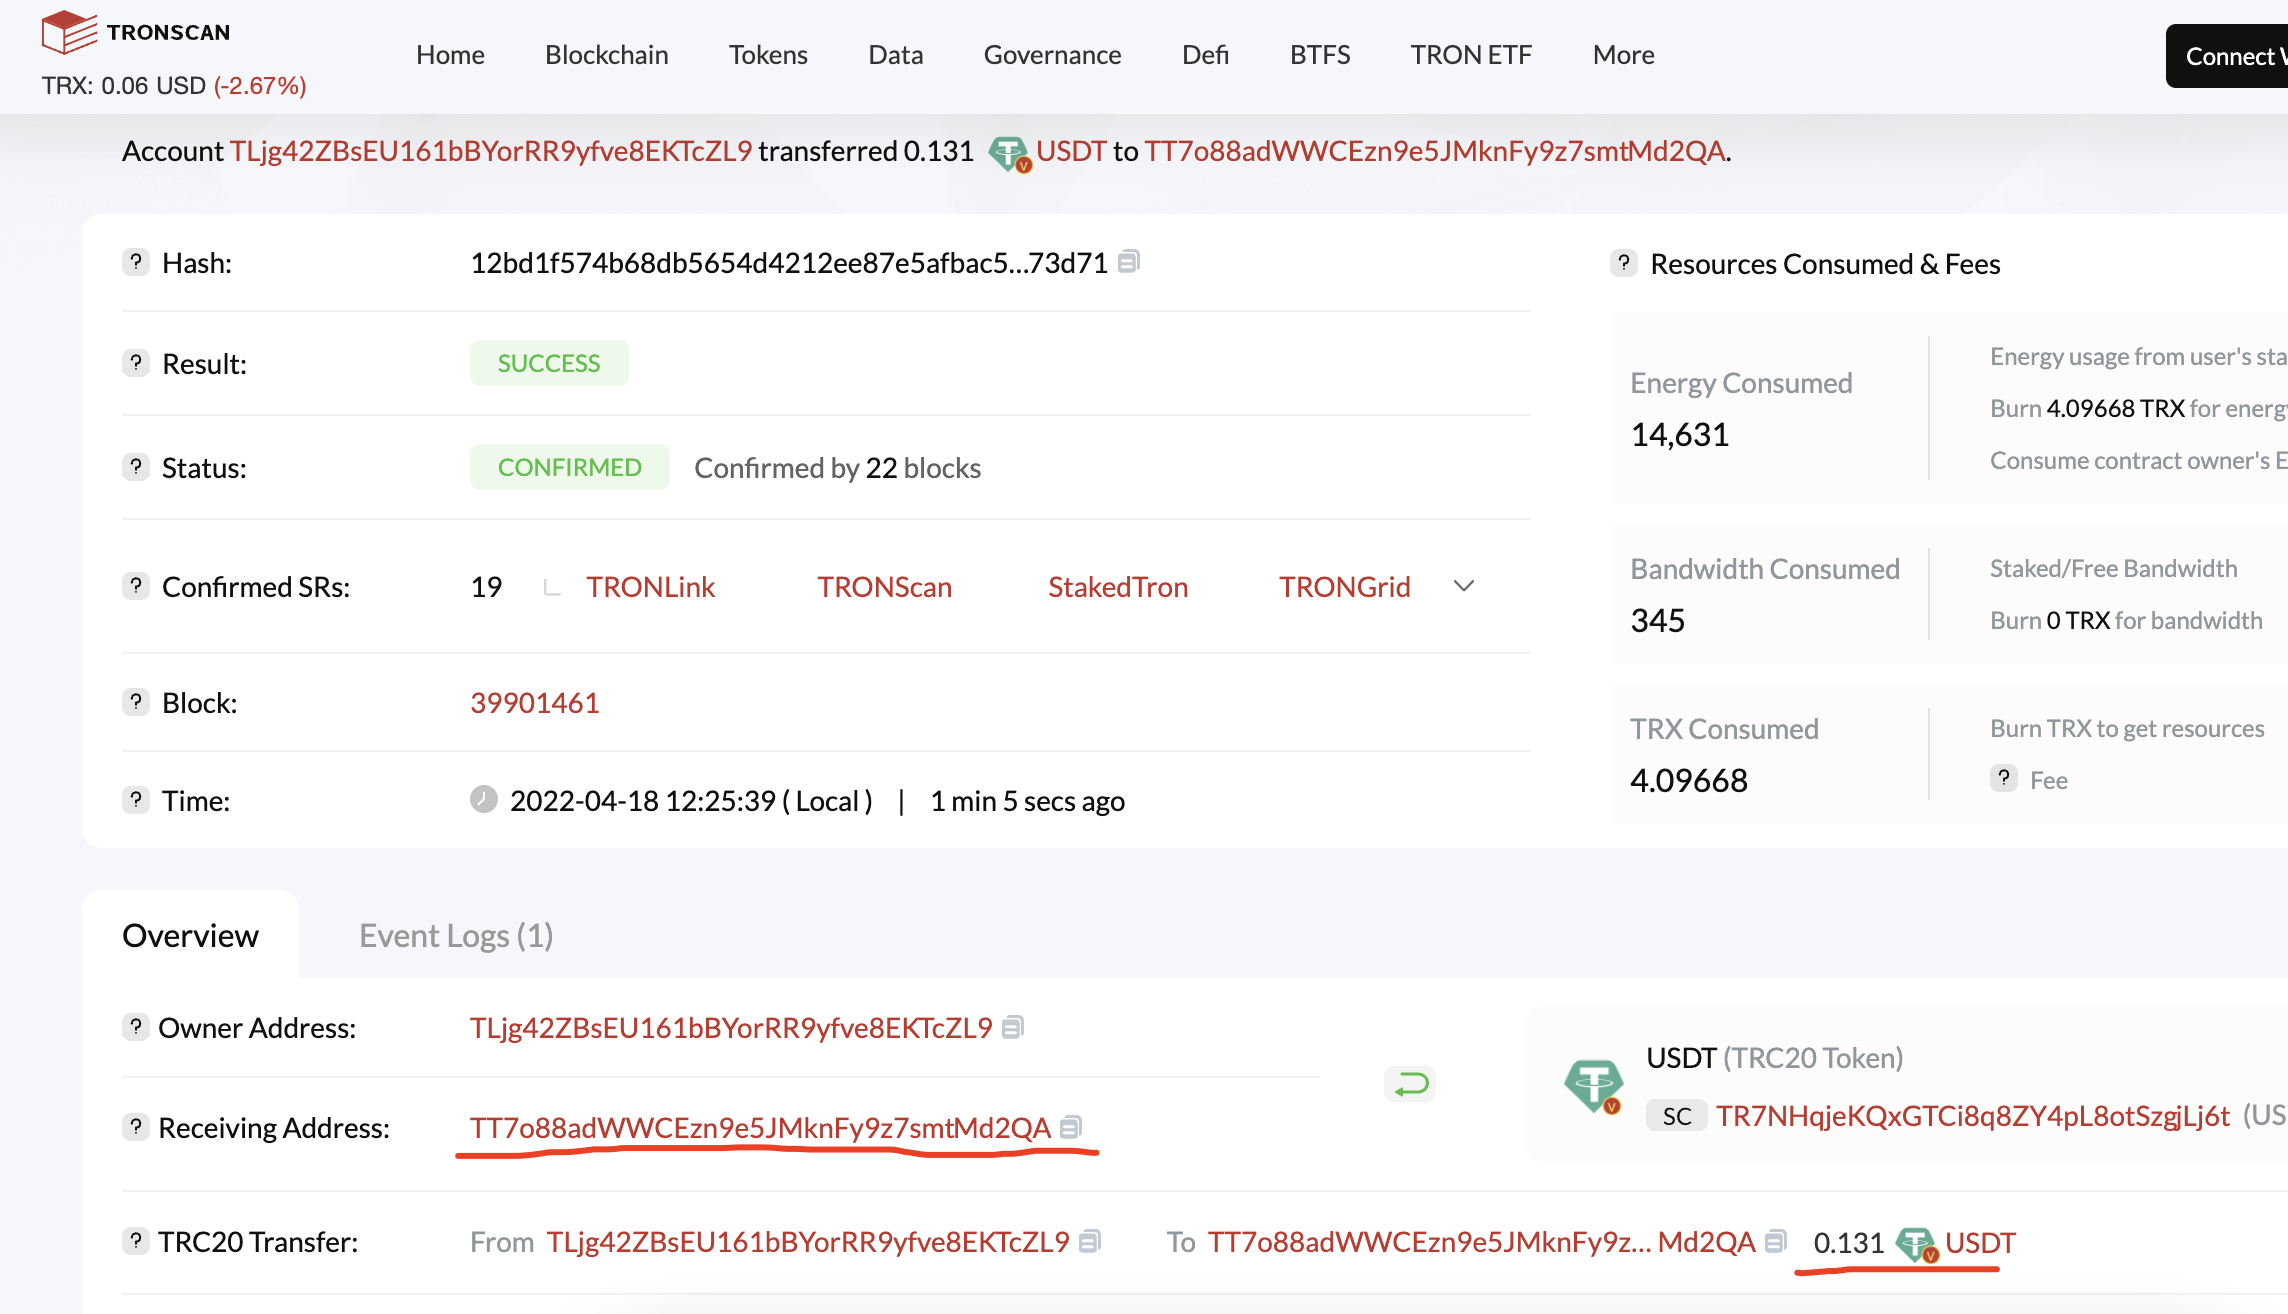 TRONSCAN
TRX: 0.06 USD (-2.67%)
Home Blockchain Tokens Data Governance Defi BTFS TRON ETF More
Connect
Account TLjg42ZBsEU161bBYorRR9yfve8EKTcZL9 transferred 0.131 USDT to TT7o88adWWCEzn9e5JMknFy9z7smtMd2QA.
? Hash: 12bd1f574b68db5654d4212ee87e5afbac5...73d71
? Result: SUCCESS
? Status: CONFIRMED Confirmed by 22 blocks
? Confirmed SRs: 19 TRONLink TRONScan StakedTron TRONGrid
? Block: 39901461
? Time: 2022-04-18 12:25:39 ( Local ) | 1 min 5 secs ago
? Resources Consumed & Fees
Energy Consumed
14,631
Energy usage from user's
Burn 4.09668 TRX for
Consume contract owner's
Bandwidth Consumed
345
Staked/Free Bandwidth
Burn 0 TRX for bandwidth
TRX Consumed
4.09668
Burn TRX to get resources
? Fee
Overview Event Logs (1)
? Owner Address: TLjg42ZBsEU161bBYorRR9yfve8EKTcZL9
? Receiving Address: TT7o88adWWCEzn9e5JMknFy9z7smtMd2QA
USDT (TRC20 Token)
SC TR7NHqjeKQxGTCi8q8ZY4pL8otSzgjLj6t
? TRC20 Transfer: From TLjg42ZBsEU161bBYorRR9yfve8EKTcZL9 To TT7o88adWWCEzn9e5JMknFy9z... Md2QA 0.131 USDT